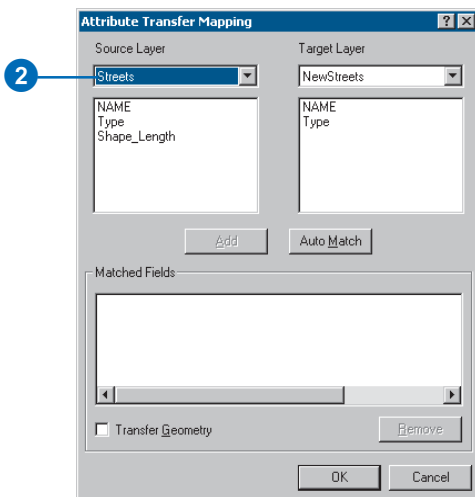 Attribute Transfer Mapping
Source Layer
Target Layer
2
Streets
NewStreets
NAME
Type
Shape_Length
NAME
Type
Add
Auto Match
Matched Fields
Transfer Geometry
Remove
OK
Cancel